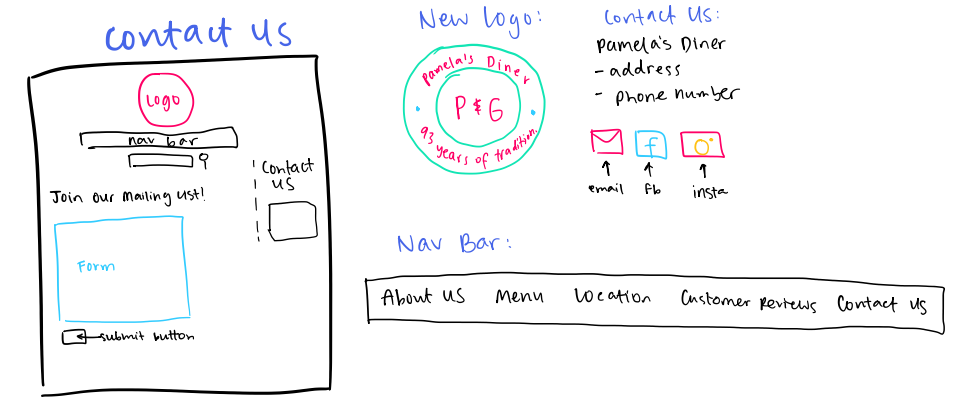 Contact Us
Logo
nav bar
Contact
US
Join our Mailing List!
Form
submit button
New Logo:
Pamela's Diner
P & G
93 years of tradition.
Contact Us:
Pamela's Diner
- address
- phone number
f
email
fb
insta
Nav Bar:
About US Menu Location Customer Reviews Contact Us